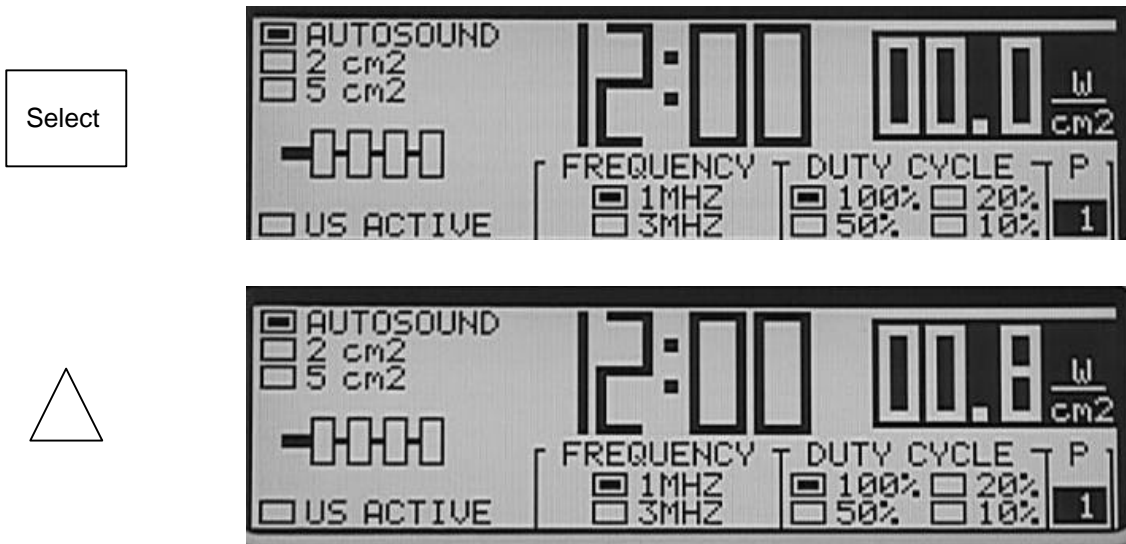 Select
AUTOSOUND
2 cm2
5 cm2
12:00
00.0 W/cm2
FREQUENCY DUTY CYCLE P
1MHZ 100% 20%
US ACTIVE 3MHZ 50% 10% 1
AUTOSOUND
2 cm2
5 cm2
12:00
00.8 W/cm2
FREQUENCY DUTY CYCLE P
1MHZ 100% 20%
US ACTIVE 3MHZ 50% 10% 1